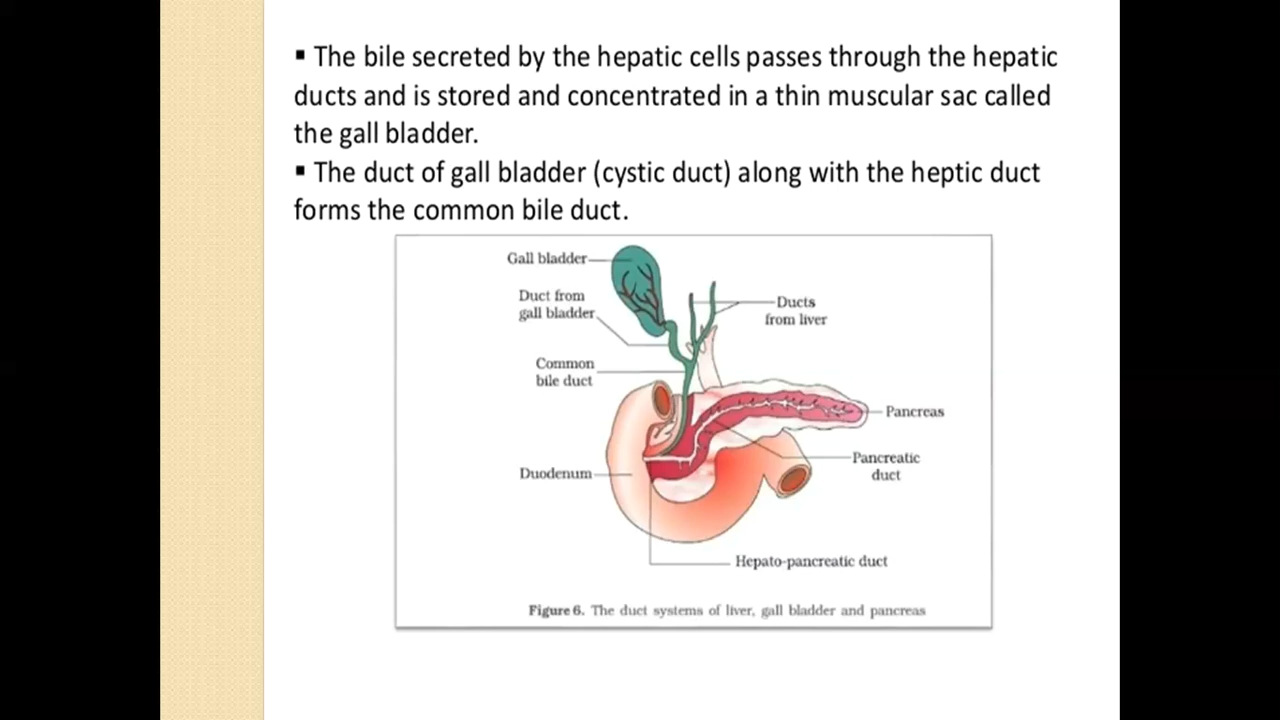 ▪ The bile secreted by the hepatic cells passes through the hepatic
ducts and is stored and concentrated in a thin muscular sac called
the gall bladder.
▪ The duct of gall bladder (cystic duct) along with the heptic duct
forms the common bile duct.
Gall bladder
Duct from
gall bladder
Ducts
from liver
Common
bile duct
Pancreas
Pancreatic
duct
Duodenum
Hepato-pancreatic duct
Figure 6. The duct systems of liver, gall bladder and pancreas